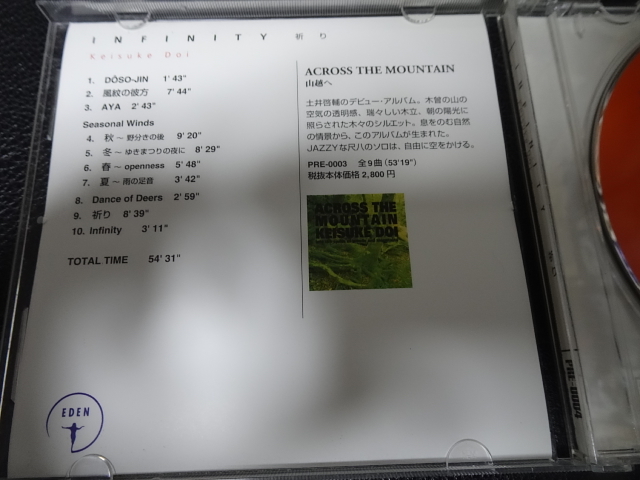 INFINITY 祈り
Keisuke Doi
1. DŌSO-JIN 1' 43"
2. 風紋の彼方 7' 44"
3. AYA 2' 43"
Seasonal Winds
4. 秋 ~ 野分きの後 9' 20"
5. 冬 ~ ゆきまつりの夜に 8' 29"
6. 春 ~ openness 5' 48"
7. 夏 ~ 雨の足音 3' 42"
8. Dance of Deers 2' 59"
9. 祈り 8' 39"
10. Infinity 3' 11"
TOTAL TIME 54' 31"
EDEN
ACROSS THE MOUNTAIN
山越へ
土井啓輔のデビュー・アルバム。木曽の山の
空気の透明感、瑞々しい木立、朝の陽光に
照らされた木々のシルエット。息をのむ自然
の情景から、このアルバムが生まれた。
JAZZYな尺八のソロは、自由に空をかける。
PRE-0003 全9曲(53'19")
税抜本体価格2,800円
ACROSS THE
MOUNTAIN
KEISUKE DOI
PRE-0004